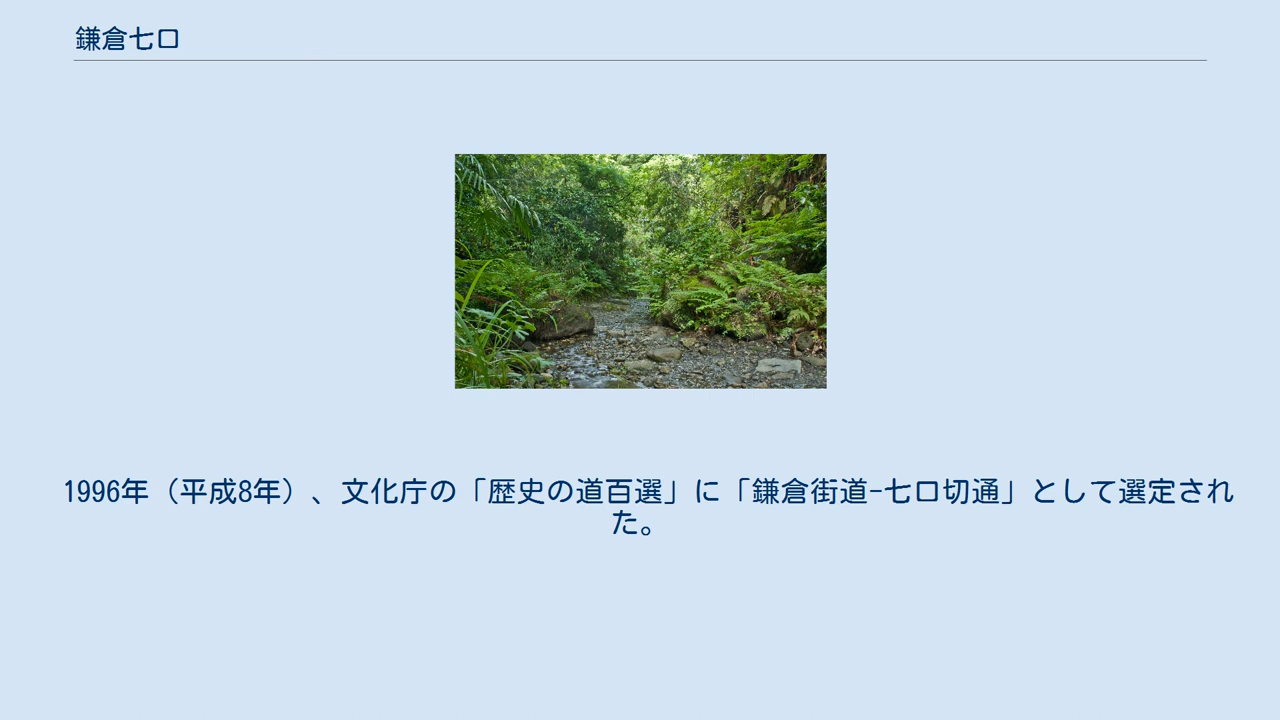 鎌倉七口
1996年（平成8年）、文化庁の「歴史の道百選」に「鎌倉街道-七口切通」として選定され
た。